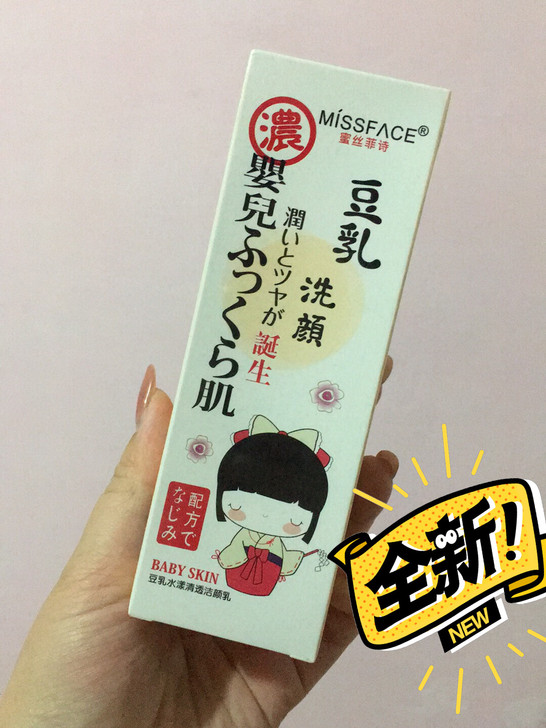 濃
MÍSSFACE®
蜜丝菲诗
豆乳
洗顔
潤いとツヤが誕生
嬰兒ふっくら肌
配方で
なじみ
BABY SKIN
豆乳水漾清透洁颜乳
全新!
NEW